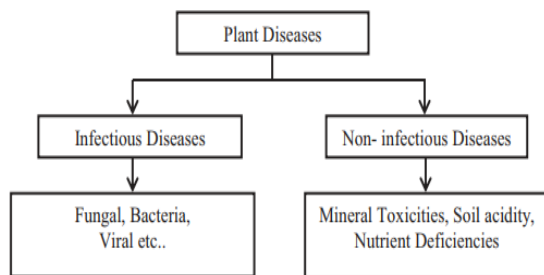 Plant Diseases
Infectious Diseases
Non- infectious Diseases
Fungal, Bacteria,
Viral etc..
Mineral Toxicities, Soil acidity,
Nutrient Deficiencies